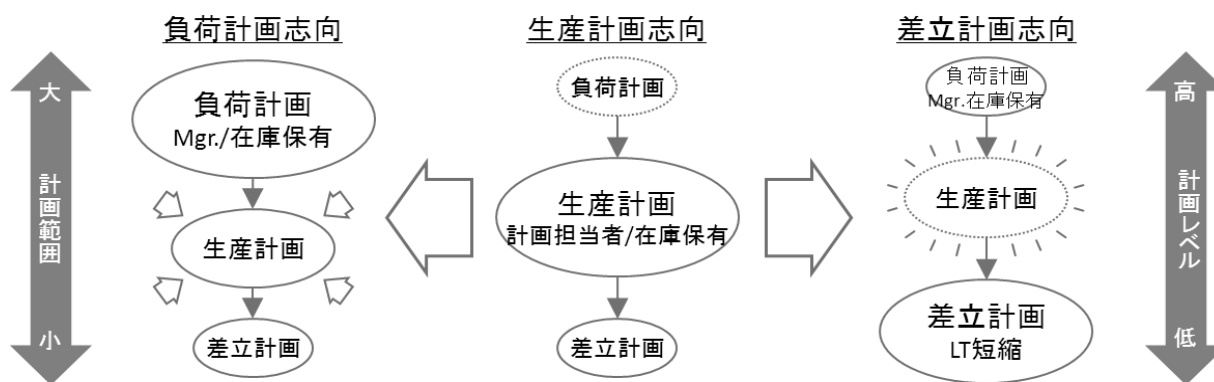 負荷計画志向
生産計画志向
差立計画志向
大
計画範囲
小
負荷計画
Mgr./在庫保有
生産計画
差立計画
負荷計画
生産計画
計画担当者/在庫保有
差立計画
負荷計画
Mgr.在庫保有
生産計画
差立計画
LT短縮
高
計画レベル
低